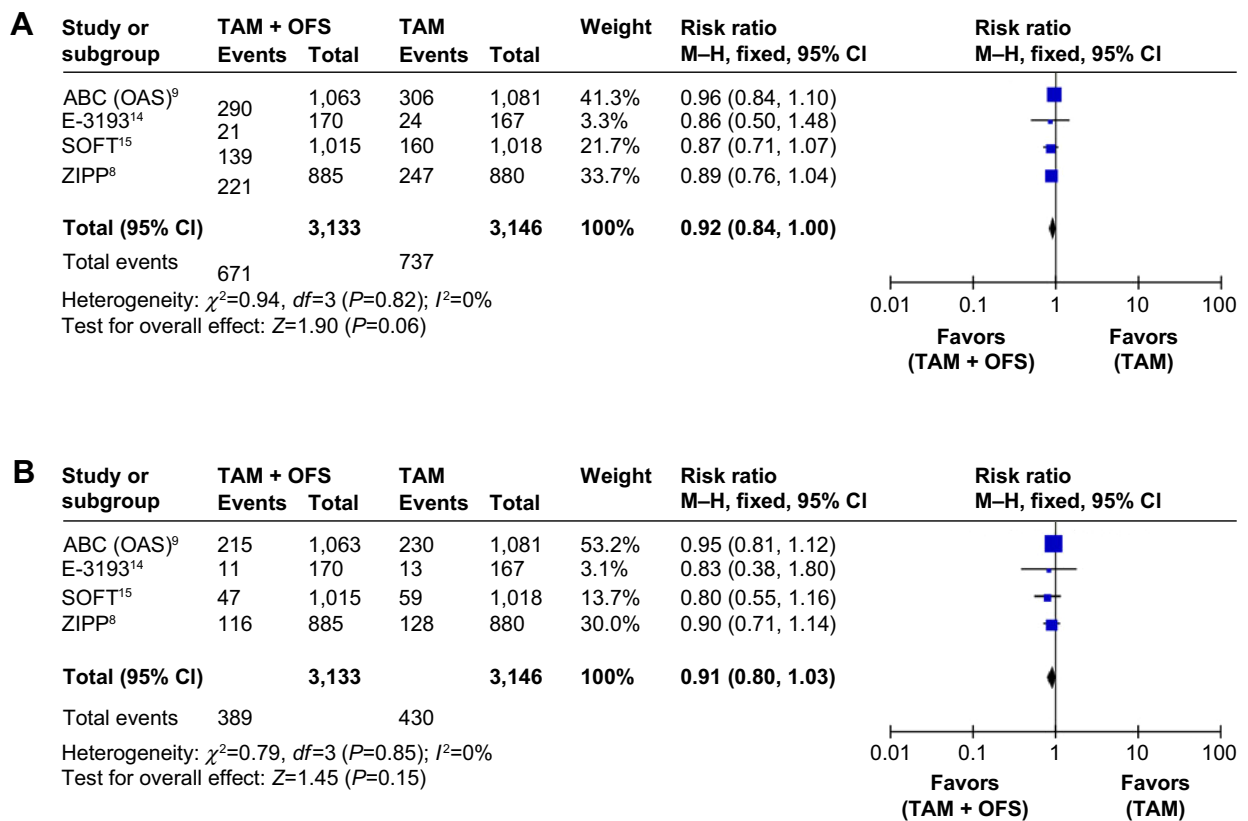 A
Study or subgroup TAM + OFS TAM Weight Risk ratio Risk ratio
Events Total Events Total M–H, fixed, 95% CI M–H, fixed, 95% CI
ABC (OAS)⁹ 290 1,063 306 1,081 41.3% 0.96 (0.84, 1.10)
E-3193¹⁴ 21 170 24 167 3.3% 0.86 (0.50, 1.48)
SOFT¹⁵ 139 1,015 160 1,018 21.7% 0.87 (0.71, 1.07)
ZIPP⁸ 221 885 247 880 33.7% 0.89 (0.76, 1.04)
Total (95% CI) 3,133 3,146 100% 0.92 (0.84, 1.00)
Total events 671 737
Heterogeneity: χ²=0.94, df=3 (P=0.82); I²=0%
Test for overall effect: Z=1.90 (P=0.06)
0.01 0.1 1 10 100
Favors (TAM + OFS) Favors (TAM)
B
Study or subgroup TAM + OFS TAM Weight Risk ratio Risk ratio
Events Total Events Total M–H, fixed, 95% CI M–H, fixed, 95% CI
ABC (OAS)⁹ 215 1,063 230 1,081 53.2% 0.95 (0.81, 1.12)
E-3193¹⁴ 11 170 13 167 3.1% 0.83 (0.38, 1.80)
SOFT¹⁵ 47 1,015 59 1,018 13.7% 0.80 (0.55, 1.16)
ZIPP⁸ 116 885 128 880 30.0% 0.90 (0.71, 1.14)
Total (95% CI) 3,133 3,146 100% 0.91 (0.80, 1.03)
Total events 389 430
Heterogeneity: χ²=0.79, df=3 (P=0.85); I²=0%
Test for overall effect: Z=1.45 (P=0.15)
0.01 0.1 1 10 100
Favors (TAM + OFS) Favors (TAM)